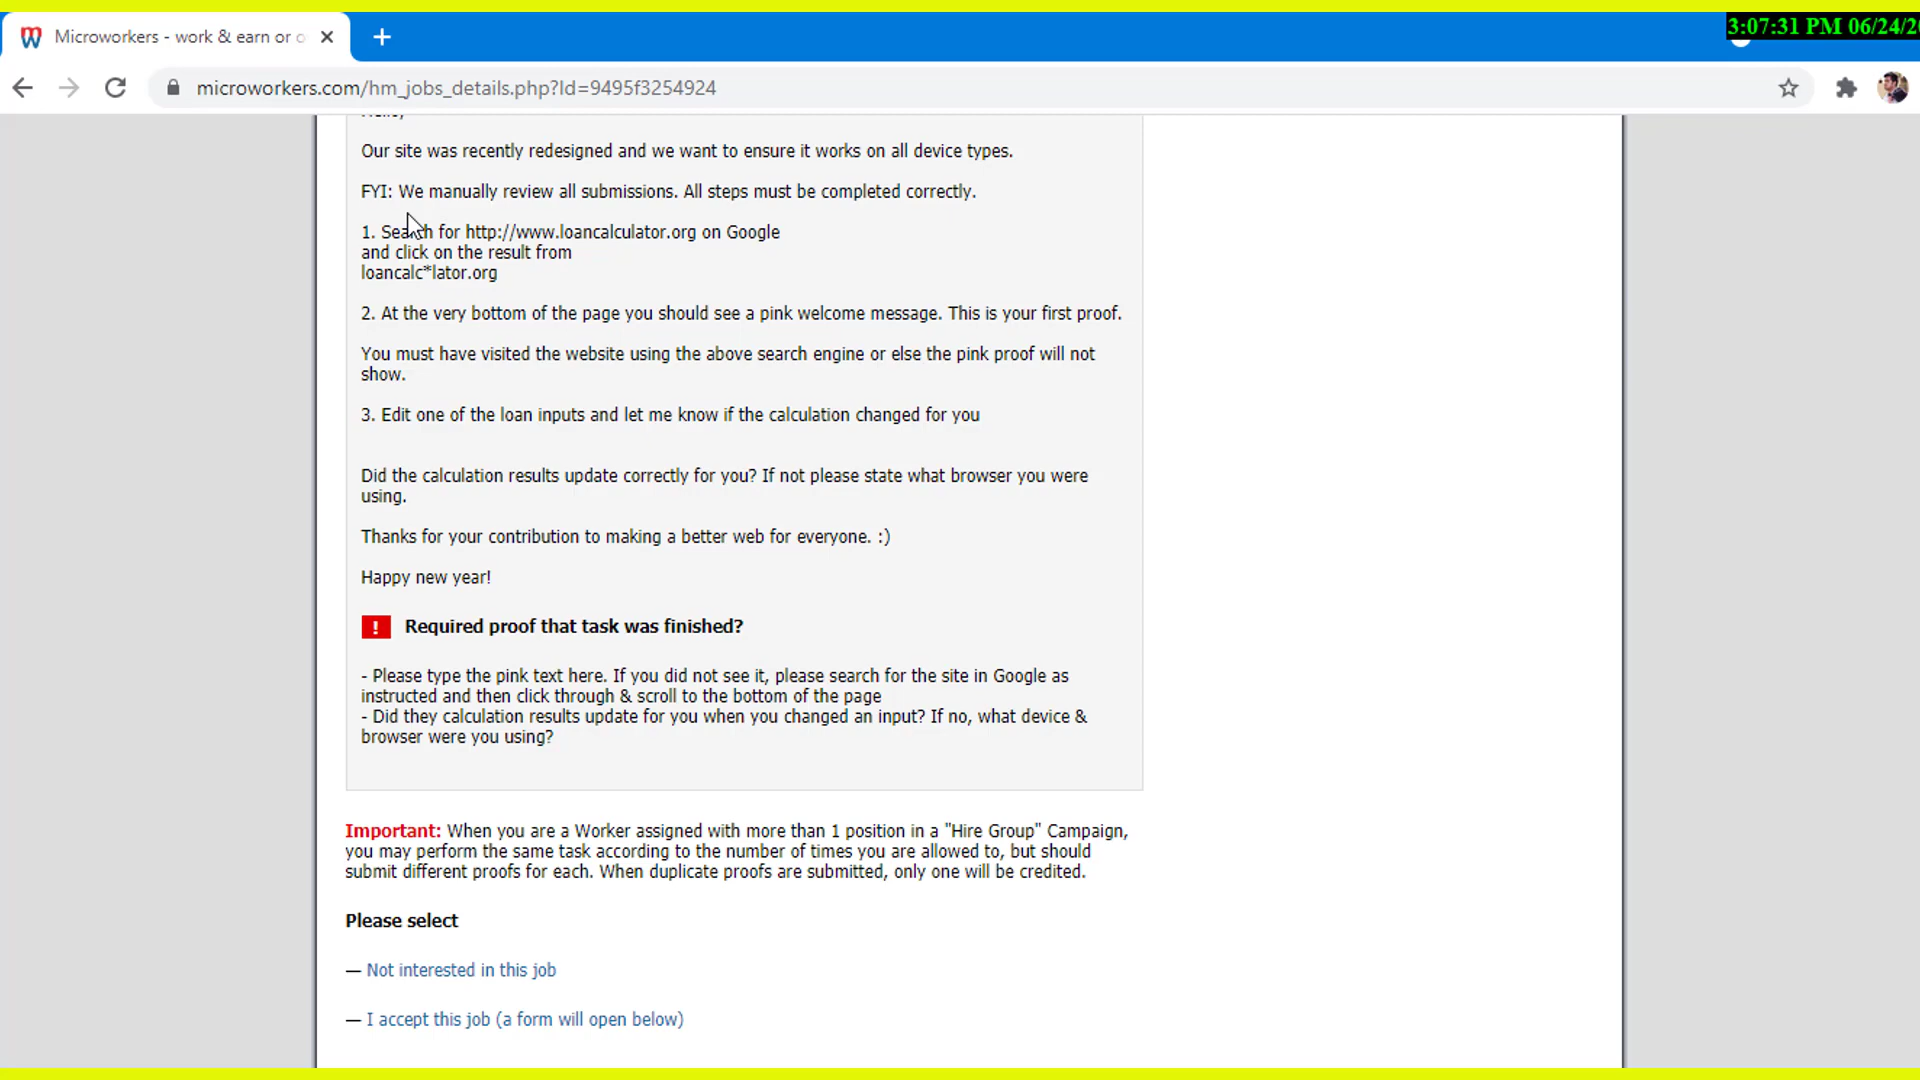 Microworkers - work & earn or o
3:07:31 PM 06/24/2
microworkers.com/hm_jobs_details.php?Id=9495f3254924
Hello,
Our site was recently redesigned and we want to ensure it works on all device types.
FYI: We manually review all submissions. All steps must be completed correctly.
1. Search for http://www.loancalculator.org on Google
and click on the result from
loancalc*lator.org
2. At the very bottom of the page you should see a pink welcome message. This is your first proof.
You must have visited the website using the above search engine or else the pink proof will not
show.
3. Edit one of the loan inputs and let me know if the calculation changed for you
Did the calculation results update correctly for you? If not please state what browser you were
using.
Thanks for your contribution to making a better web for everyone. :)
Happy new year!
! Required proof that task was finished?
- Please type the pink text here. If you did not see it, please search for the site in Google as
instructed and then click through & scroll to the bottom of the page
- Did they calculation results update for you when you changed an input? If no, what device &
browser were you using?
Important: When you are a Worker assigned with more than 1 position in a "Hire Group" Campaign,
you may perform the same task according to the number of times you are allowed to, but should
submit different proofs for each. When duplicate proofs are submitted, only one will be credited.
Please select
— Not interested in this job
— I accept this job (a form will open below)